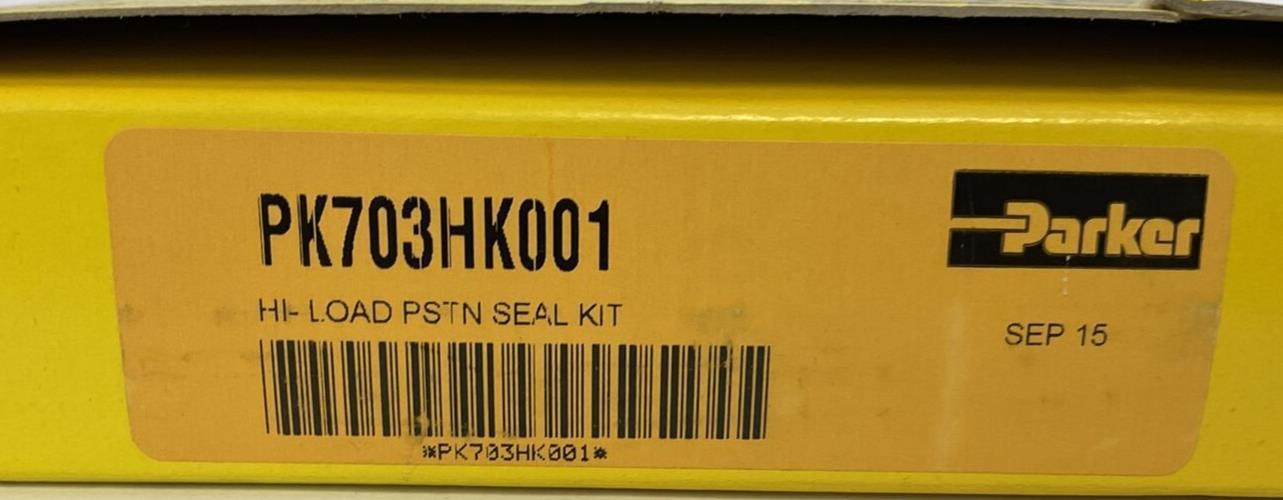 PK703HK001
Parker
HI- LOAD PSTN SEAL KIT
SEP 15
*PK703HK001*